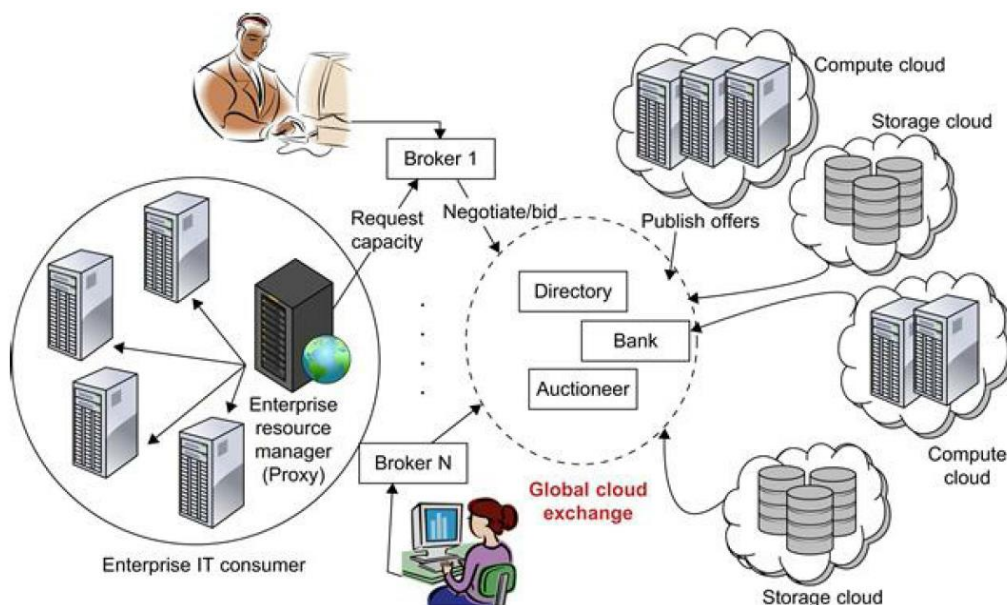 Compute cloud
Storage cloud
Broker 1
Request
capacity
Negotiate/bid
Publish offers
Directory
Bank
Auctioneer
Enterprise
resource
manager
(Proxy)
Broker N
Global cloud
exchange
Compute
cloud
Enterprise IT consumer
Storage cloud